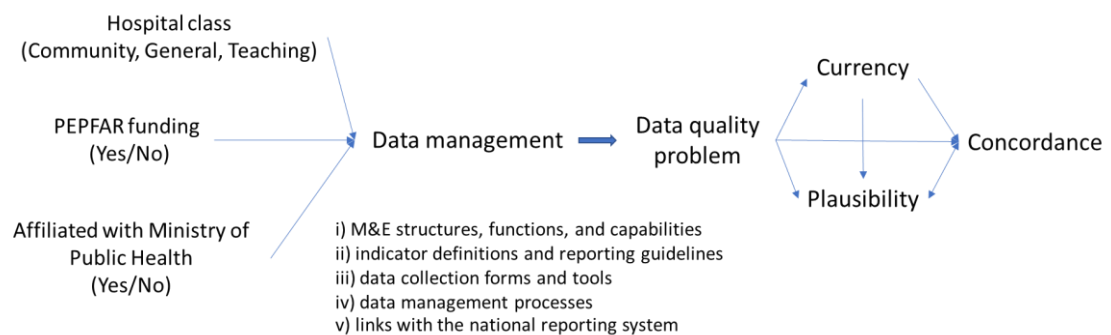 Hospital class
(Community, General, Teaching)
PEPFAR funding
(Yes/No)
Affiliated with Ministry of
Public Health
(Yes/No)
Data management
i) M&E structures, functions, and capabilities
ii) indicator definitions and reporting guidelines
iii) data collection forms and tools
iv) data management processes
v) links with the national reporting system
Data quality
problem
Currency
Plausibility
Concordance